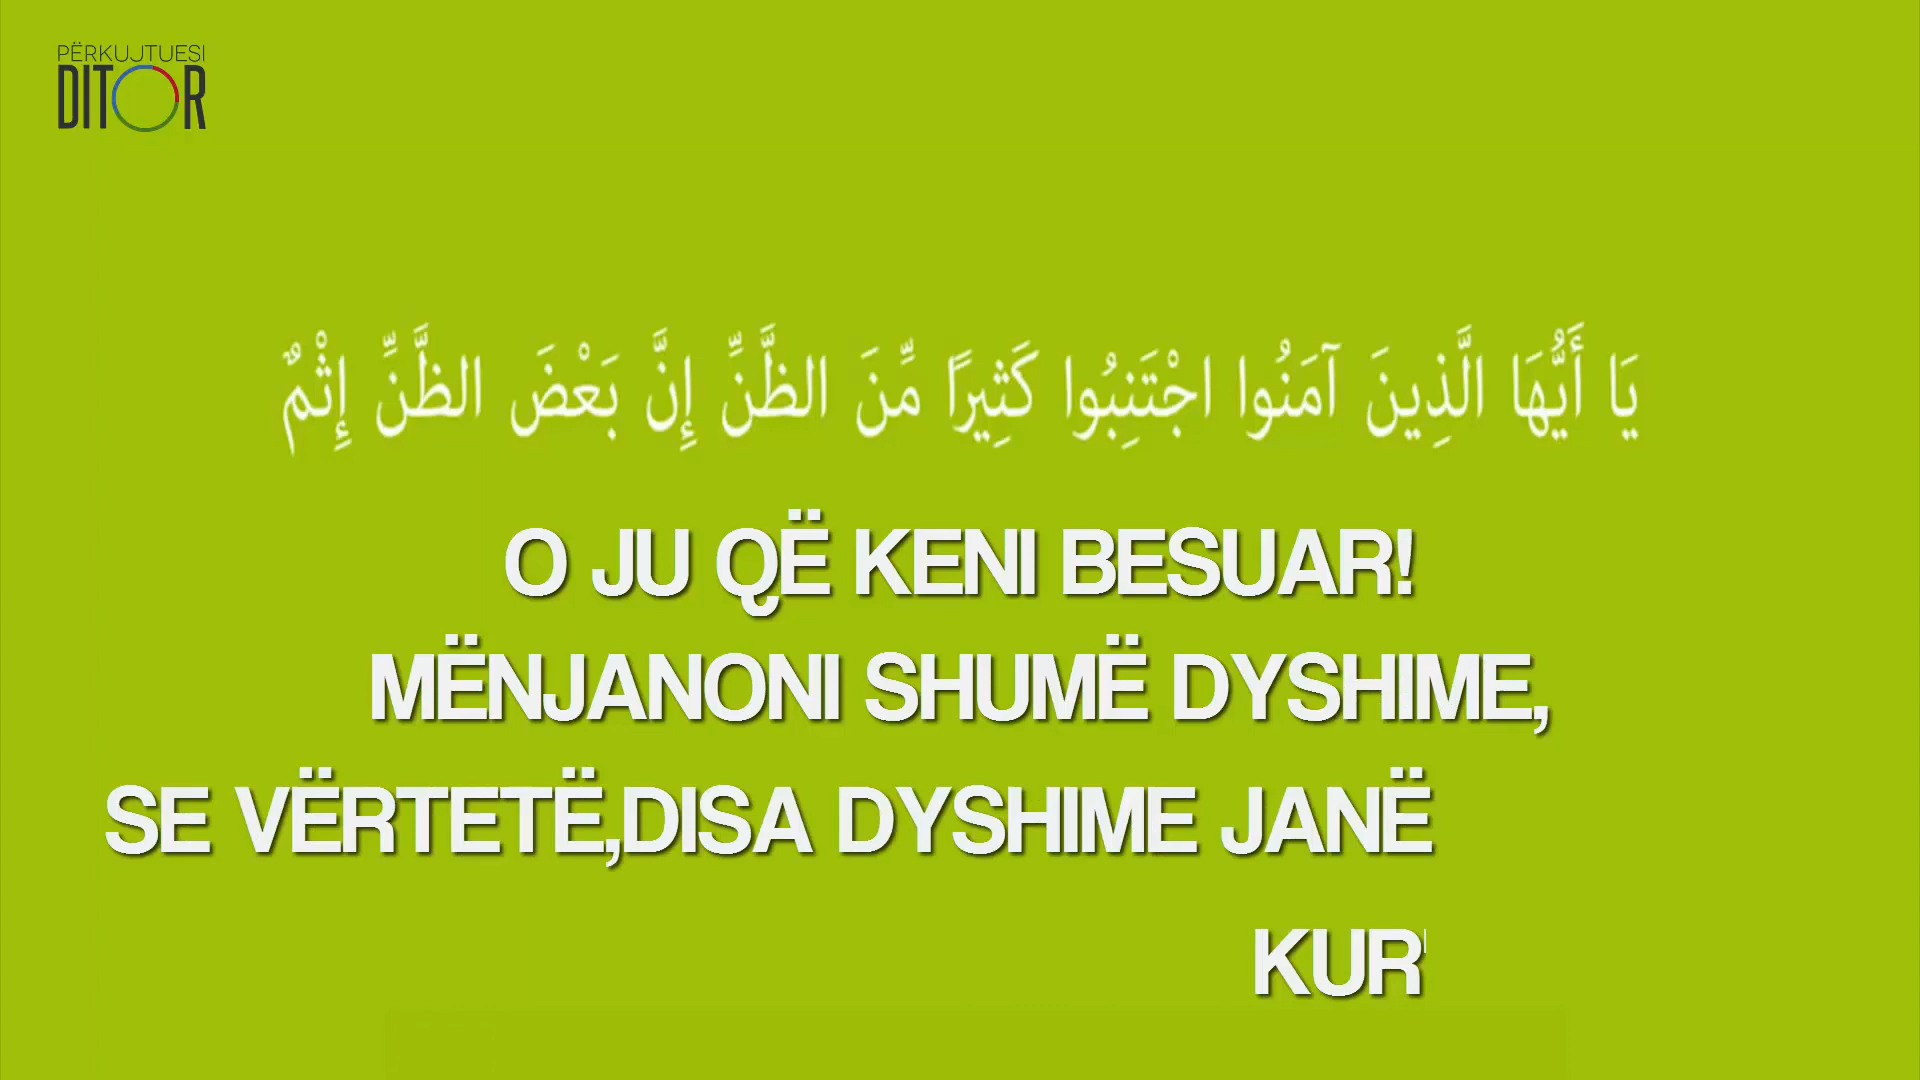 PËRKUJTUESI
DITOR
يَا أَيُّهَا الَّذِينَ آمَنُوا اجْتَنِبُوا كَثِيرًا مِّنَ الظَّنِّ إِنَّ بَعْضَ الظَّنِّ إِثْمٌ
O JU QË KENI BESUAR!
MËNJANONI SHUMË DYSHIME,
SE VËRTETË,DISA DYSHIME JANË
KUR